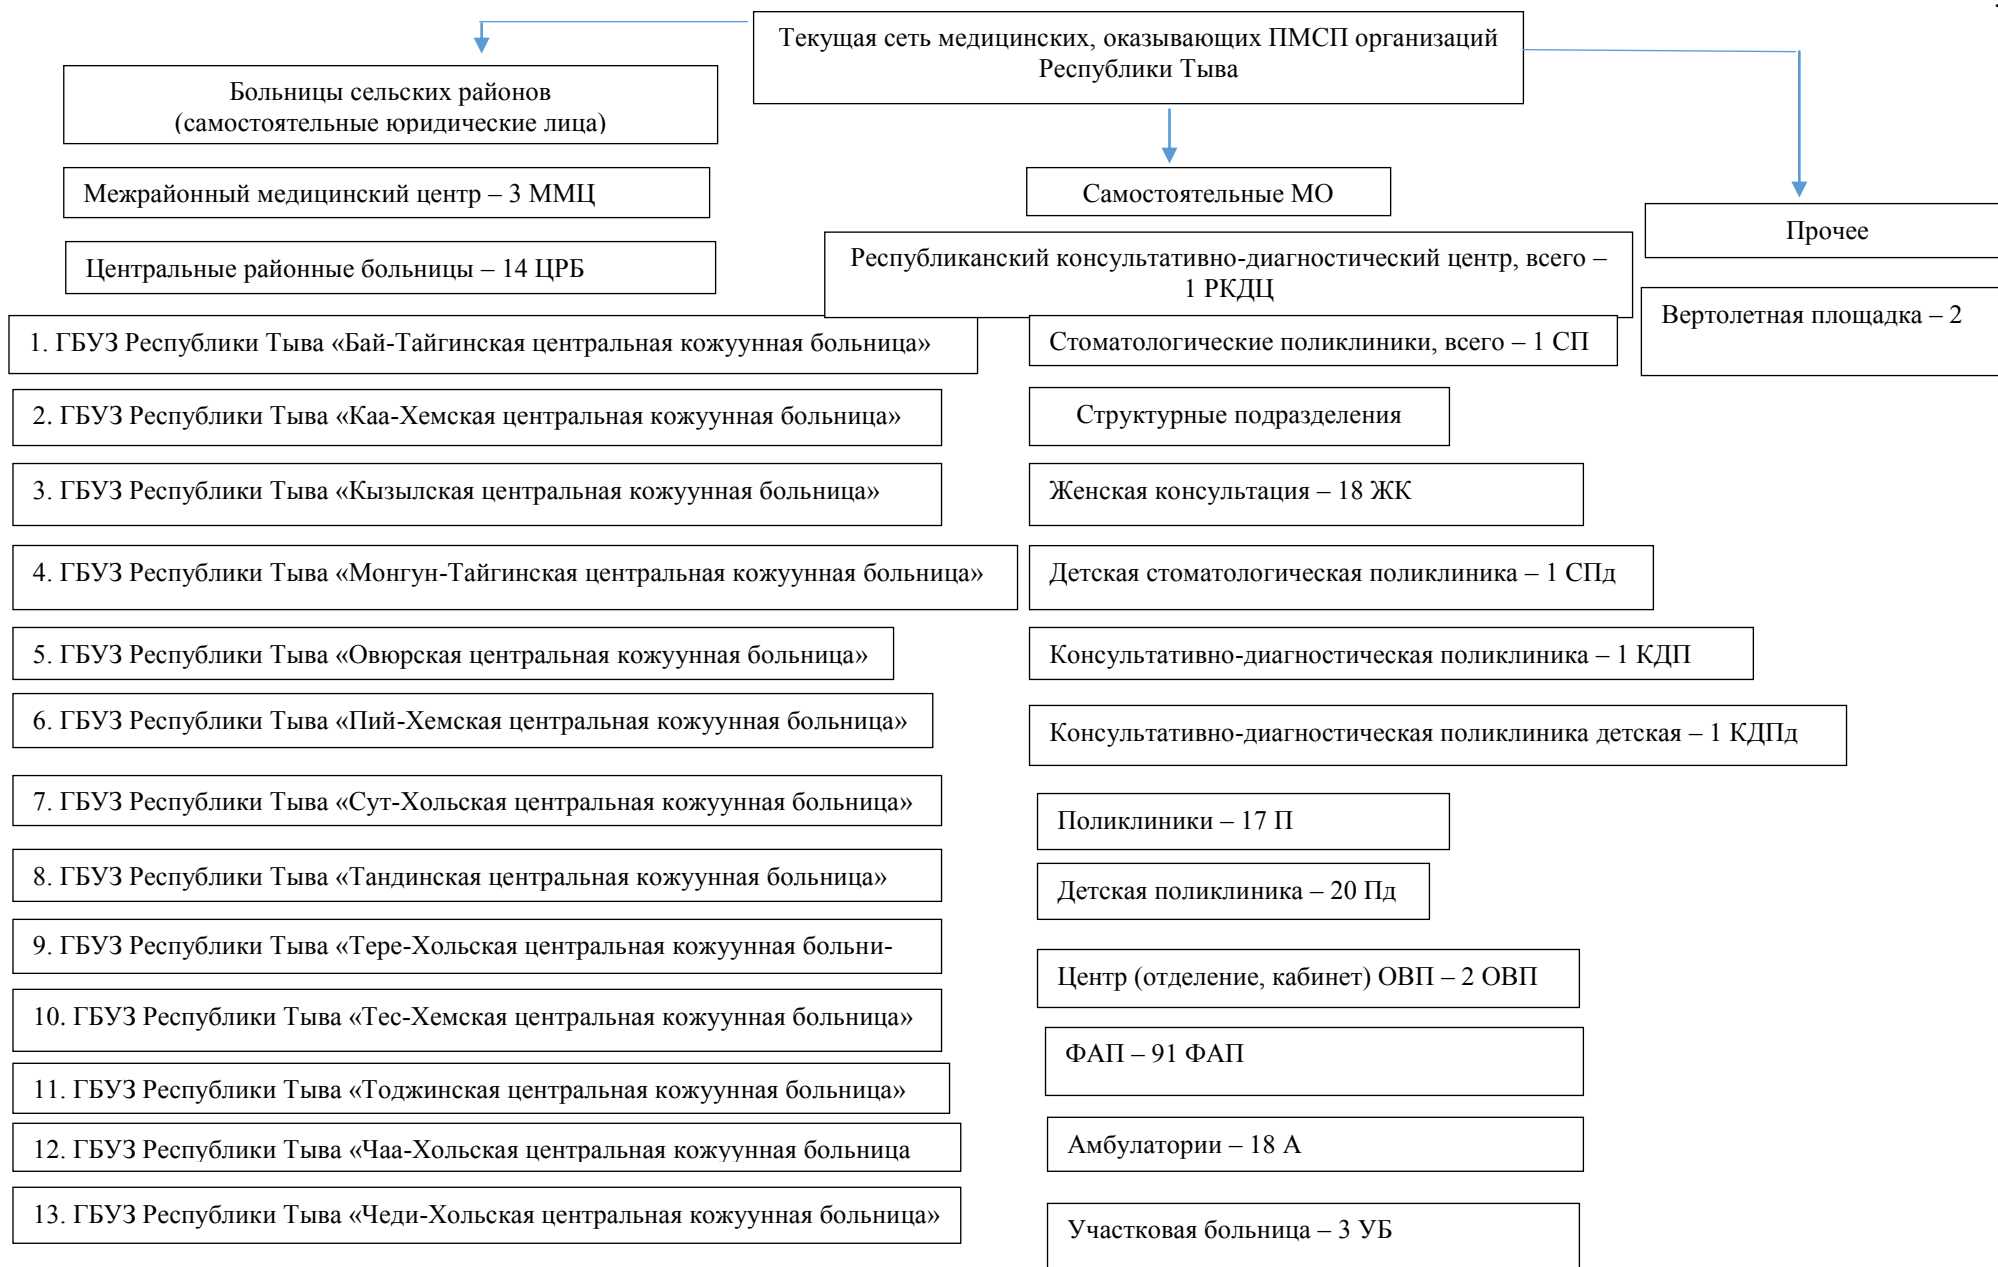 Текущая сеть медицинских, оказывающих ПМСП организаций
Республики Тыва
Больницы сельских районов
(самостоятельные юридические лица)
Межрайонный медицинский центр – 3 ММЦ
Центральные районные больницы – 14 ЦРБ
1. ГБУЗ Республики Тыва «Бай-Тайгинская центральная кожуунная больница»
2. ГБУЗ Республики Тыва «Каа-Хемская центральная кожуунная больница»
3. ГБУЗ Республики Тыва «Кызылская центральная кожуунная больница»
4. ГБУЗ Республики Тыва «Монгун-Тайгинская центральная кожуунная больница»
5. ГБУЗ Республики Тыва «Овюрская центральная кожуунная больница»
6. ГБУЗ Республики Тыва «Пий-Хемская центральная кожуунная больница»
7. ГБУЗ Республики Тыва «Сут-Хольская центральная кожуунная больница»
8. ГБУЗ Республики Тыва «Тандинская центральная кожуунная больница»
9. ГБУЗ Республики Тыва «Тере-Хольская центральная кожуунная больни-
10. ГБУЗ Республики Тыва «Тес-Хемская центральная кожуунная больница»
11. ГБУЗ Республики Тыва «Тоджинская центральная кожуунная больница»
12. ГБУЗ Республики Тыва «Чаа-Хольская центральная кожуунная больница
13. ГБУЗ Республики Тыва «Чеди-Хольская центральная кожуунная больница»
Самостоятельные МО
Республиканский консультативно-диагностический центр, всего –
1 РКДЦ
Стоматологические поликлиники, всего – 1 СП
Структурные подразделения
Женская консультация – 18 ЖК
Детская стоматологическая поликлиника – 1 СПд
Консультативно-диагностическая поликлиника – 1 КДП
Консультативно-диагностическая поликлиника детская – 1 КДПд
Поликлиники – 17 П
Детская поликлиника – 20 Пд
Центр (отделение, кабинет) ОВП – 2 ОВП
ФАП – 91 ФАП
Амбулатории – 18 А
Участковая больница – 3 УБ
Прочее
Вертолетная площадка – 2